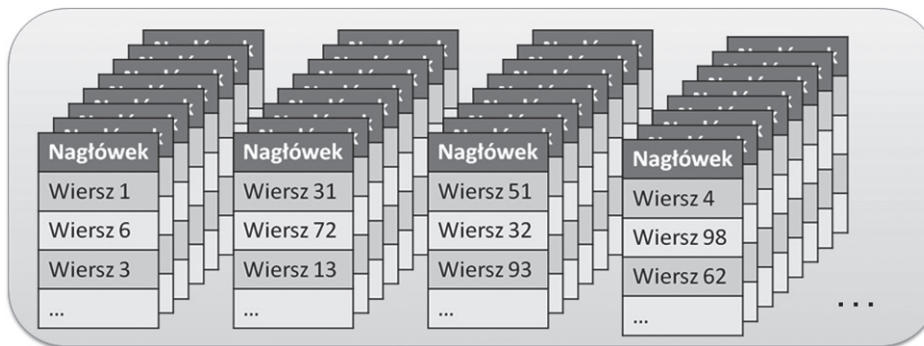 Nagłówek
Wiersz 1
Wiersz 6
Wiersz 3
...
Nagłówek
Wiersz 31
Wiersz 72
Wiersz 13
...
Nagłówek
Wiersz 51
Wiersz 32
Wiersz 93
...
Nagłówek
Wiersz 4
Wiersz 98
Wiersz 62
...
...